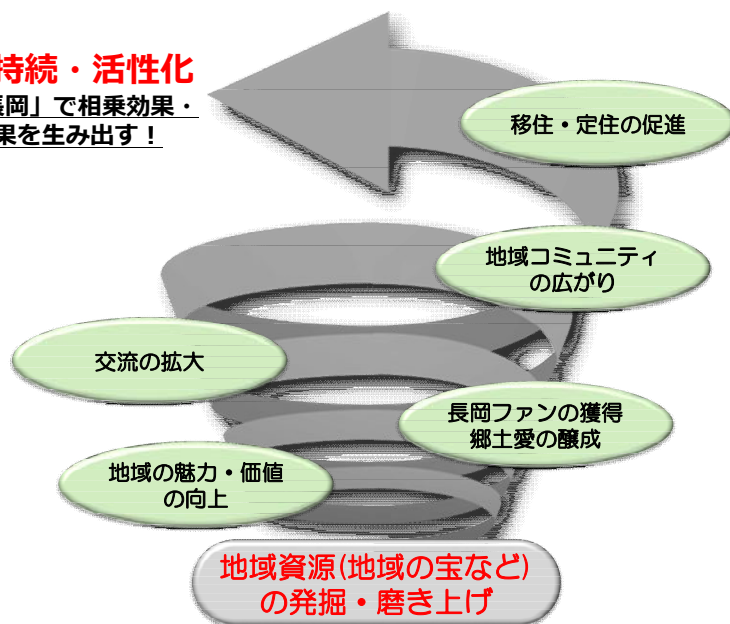 持続・活性化
長岡」で相乗効果・
果を生み出す！
移住・定住の促進
地域コミュニティ
の広がり
交流の拡大
長岡ファンの獲得
郷土愛の醸成
地域の魅力・価値
の向上
地域資源(地域の宝など)
の発掘・磨き上げ